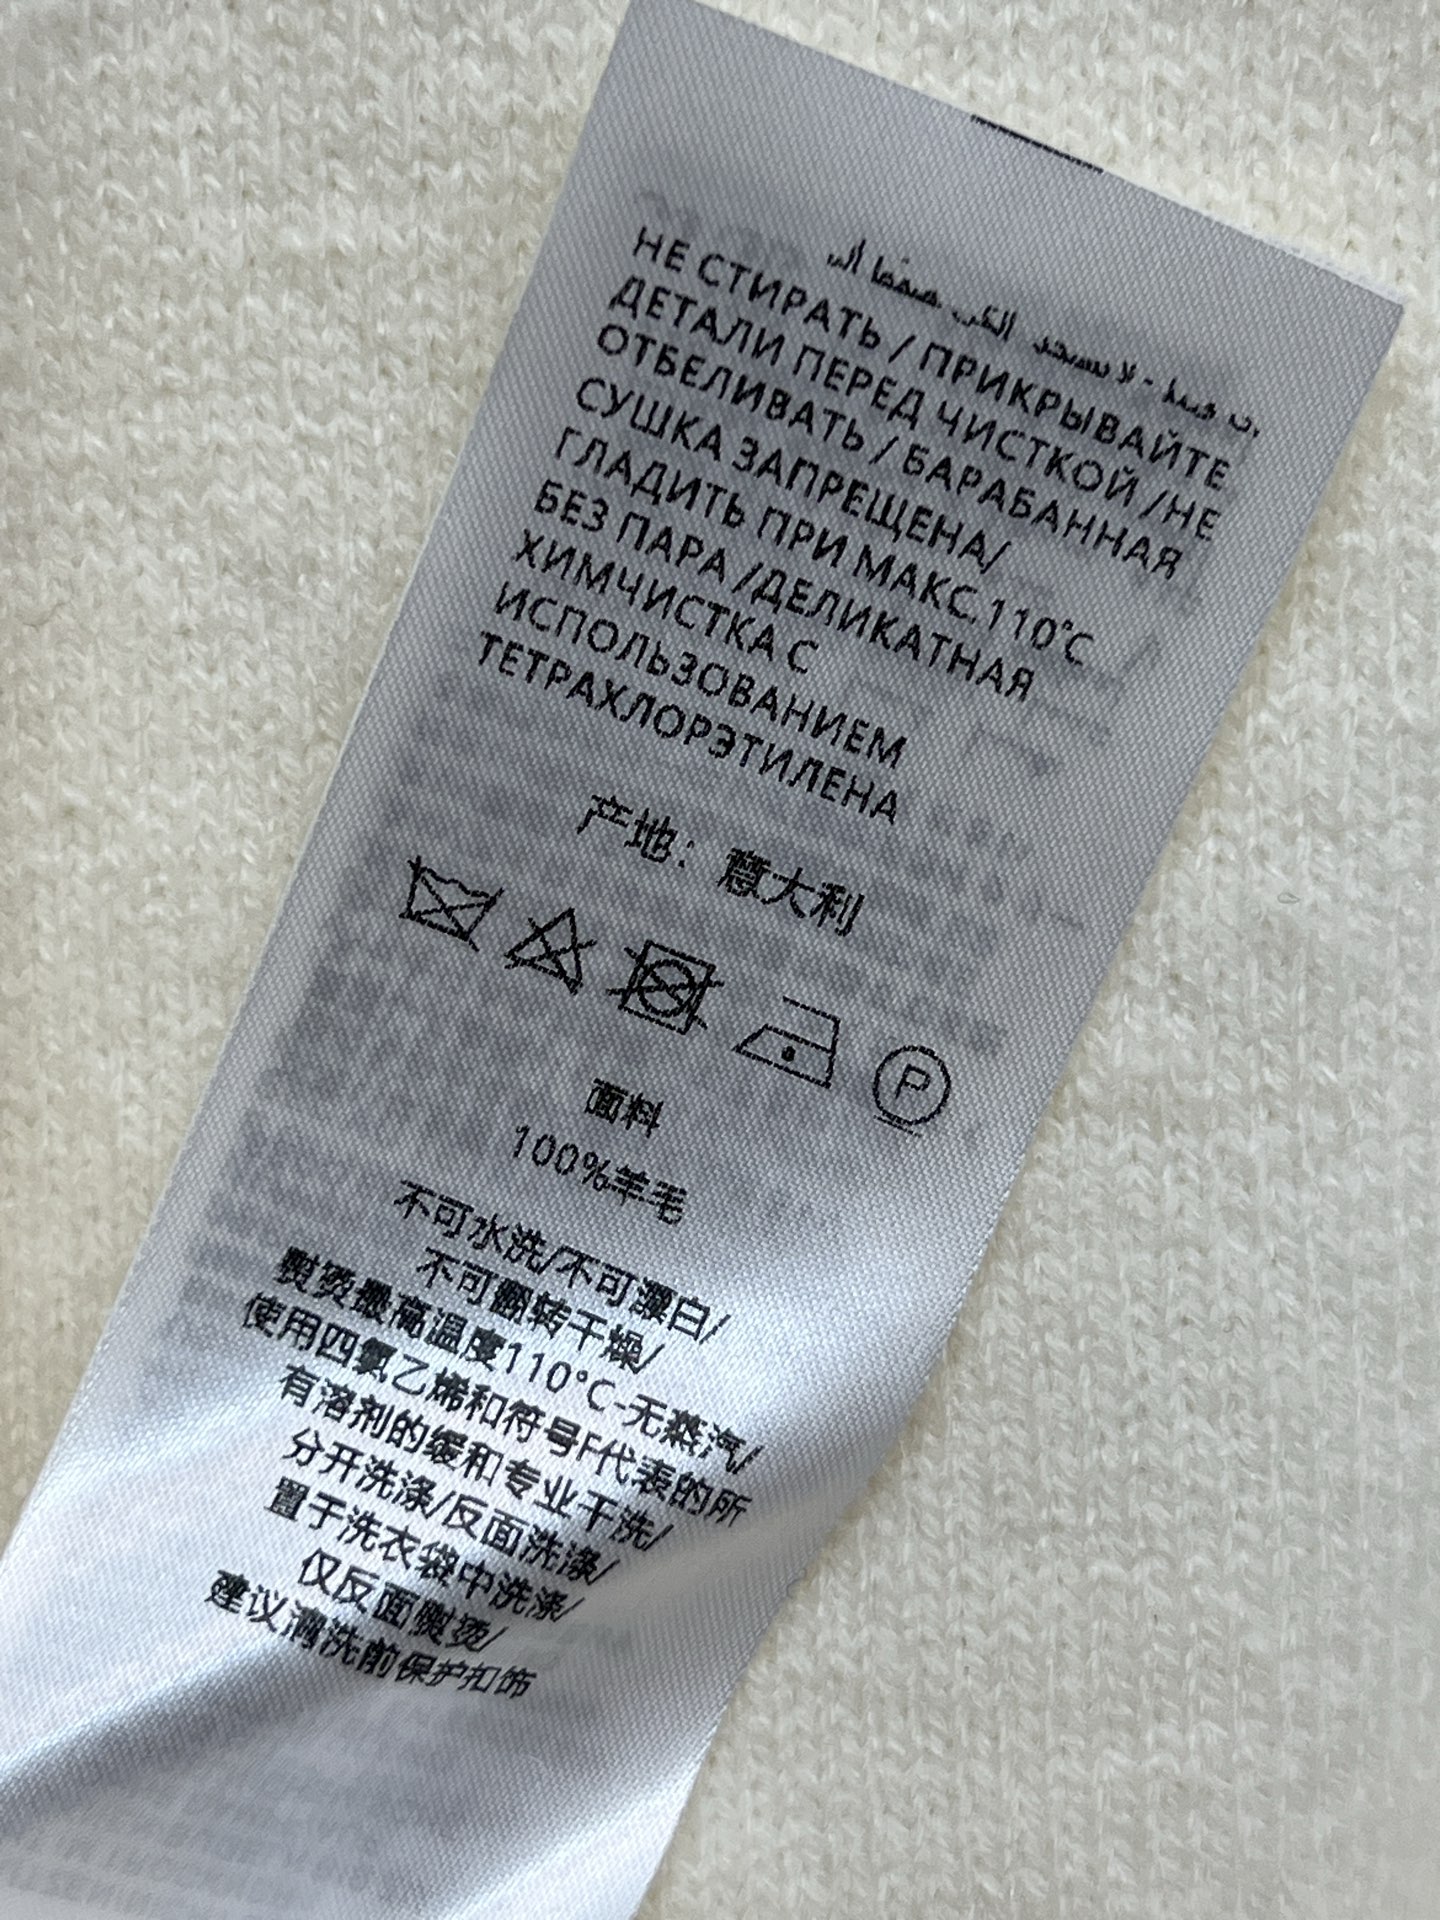 НЕ СТИРАТЬ / ПРИКРЫВАЙТЕ
ДЕТАЛИ ПЕРЕД ЧИСТКОЙ /НЕ
ОТБЕЛИВАТЬ / БАРАБАННАЯ
СУШКА ЗАПРЕЩЕНА/
ГЛАДИТЬ ПРИ МАКС.110°C
БЕЗ ПАРА /ДЕЛИКАТНАЯ
ХИМЧИСТКА С
ИСПОЛЬЗОВАНИЕМ
ТЕТРАХЛОРЭТИЛЕНА
产地：意大利
P
面料
100%羊毛
不可水洗/不可漂白/
不可翻转干燥/
熨烫最高温度110°C-无蒸汽/
使用四氯乙烯和符号F代表的所
有溶剂的缓和专业干洗/
分开洗涤/反面洗涤/
置于洗衣袋中洗涤/
仅反面熨烫/
建议清洗前保护扣饰